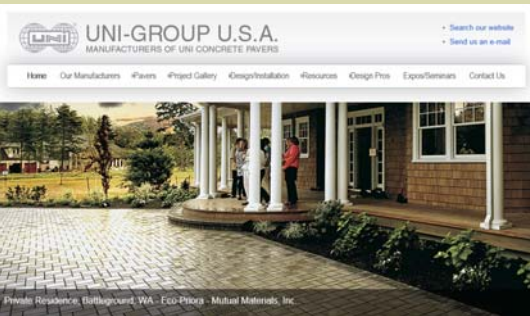 UNI
UNI-GROUP U.S.A.
MANUFACTURERS OF UNI CONCRETE PAVERS
Search our website
Send us an e-mail
Home Our Manufacturers Pavers Project Gallery Design/Installation Resources Design Pros Expos/Seminars Contact Us
Private Residence, Battleground, WA - Eco-Priora - Mutual Materials, Inc.